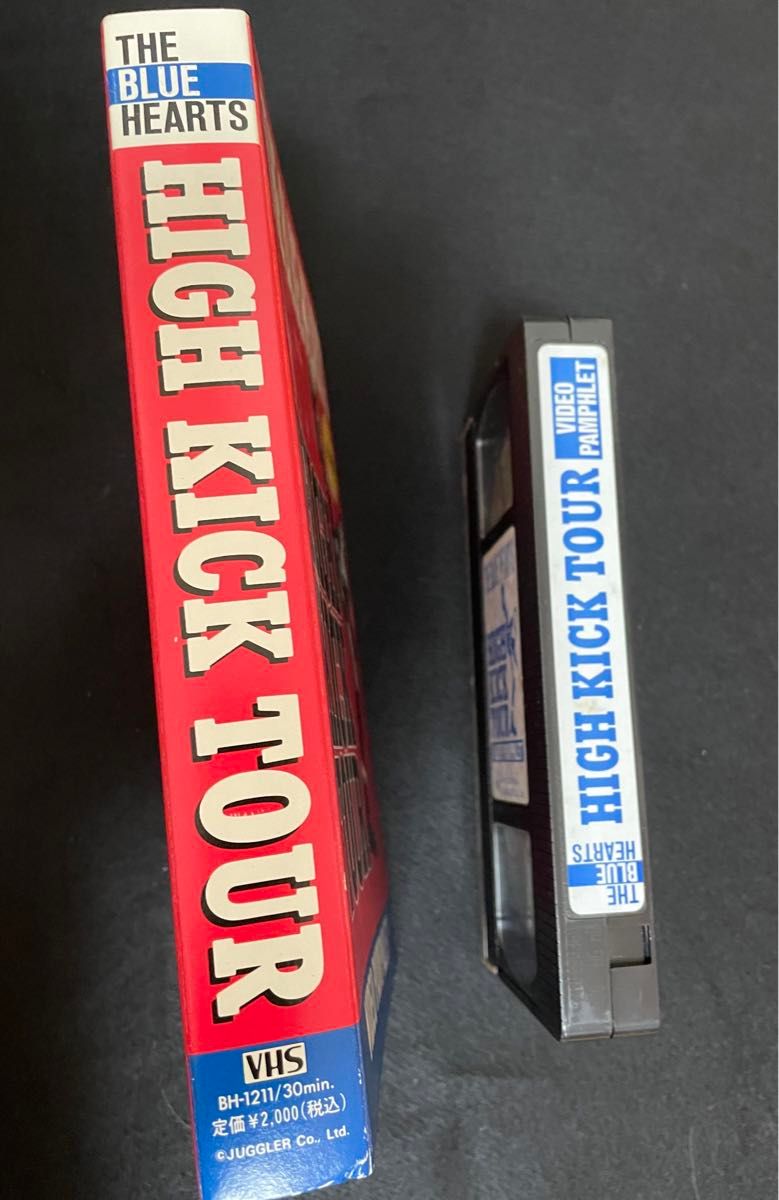 THE
BLUE
HEARTS
HIGH KICK TOUR
VHS
BH-1211/30min.
定価¥2,000(税込)
©JUGGLER Co., Ltd.
THE
BLUE
HEARTS
HIGH KICK TOUR
VIDEO
PAMPHLET